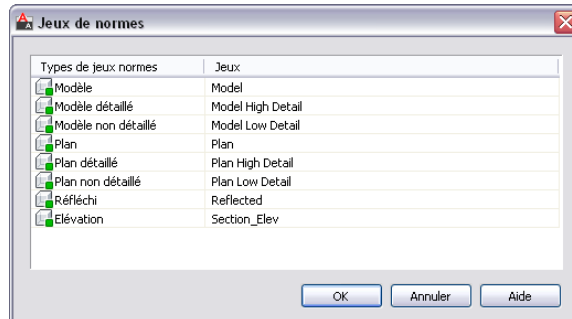 Jeux de normes
Types de jeux normes Jeux
Modèle Model
Modèle détaillé Model High Detail
Modèle non détaillé Model Low Detail
Plan Plan
Plan détaillé Plan High Detail
Plan non détaillé Plan Low Detail
Réfléchi Reflected
Elévation Section_Elev
OK Annuler Aide